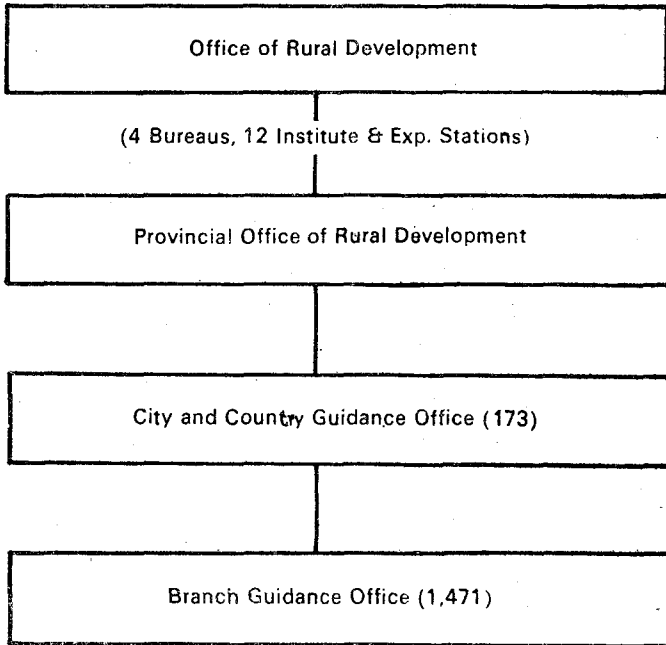 Office of Rural Development
(4 Bureaus, 12 Institute & Exp. Stations)
Provincial Office of Rural Development
City and Country Guidance Office (173)
Branch Guidance Office (1,471)